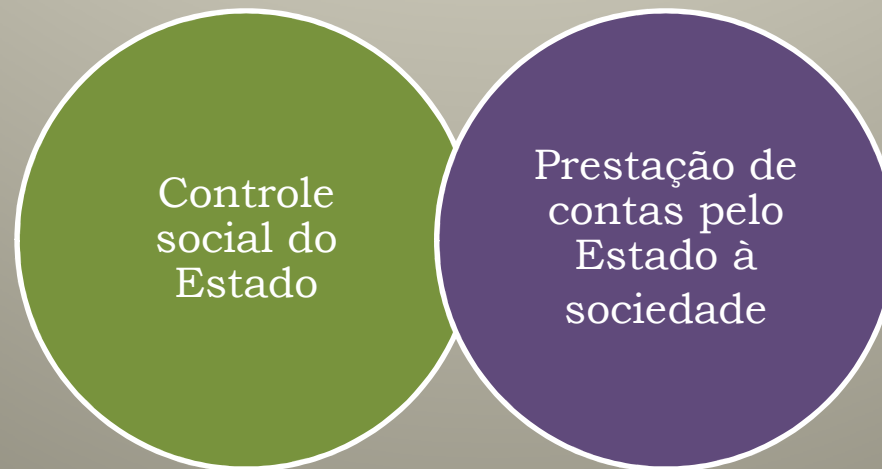 Controle
social do
Estado
Prestação de
contas pelo
Estado à
sociedade